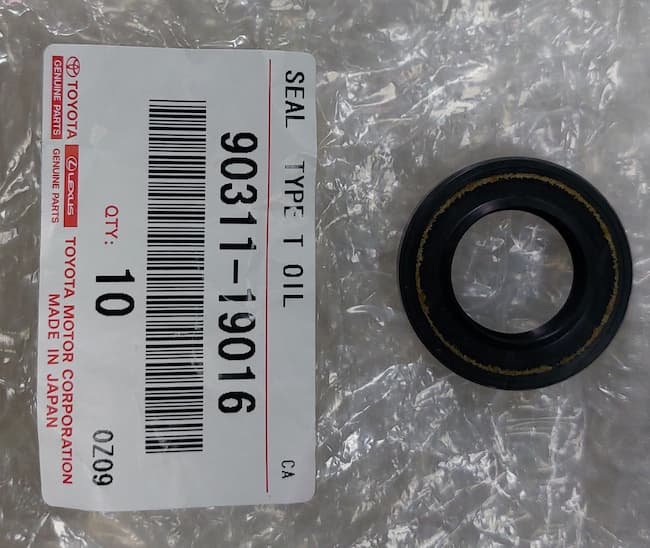 SEAL TYPE T OIL
CA
90311-19016
QTY: 10
0Z09
TOYOTA
GENUINE PARTS
LEXUS
GENUINE PARTS
TOYOTA MOTOR CORPORATION
MADE IN JAPAN